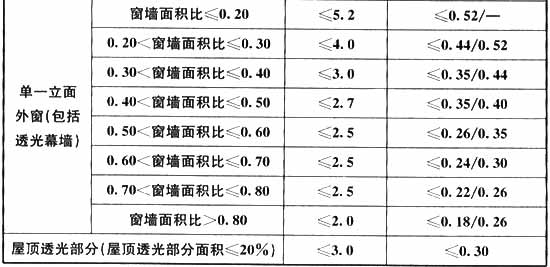 窗墙面积比≤0.20 ≤5.2 ≤0.52/—
0.20<窗墙面积比≤0.30 ≤4.0 ≤0.44/0.52
0.30<窗墙面积比≤0.40 ≤3.0 ≤0.35/0.44
单一立面
外窗(包括
透光幕墙)
0.40<窗墙面积比≤0.50 ≤2.7 ≤0.35/0.40
0.50<窗墙面积比≤0.60 ≤2.5 ≤0.26/0.35
0.60<窗墙面积比≤0.70 ≤2.5 ≤0.24/0.30
0.70<窗墙面积比≤0.80 ≤2.5 ≤0.22/0.26
窗墙面积比>0.80 ≤2.0 ≤0.18/0.26
屋顶透光部分(屋顶透光部分面积≤20%) ≤3.0 ≤0.30